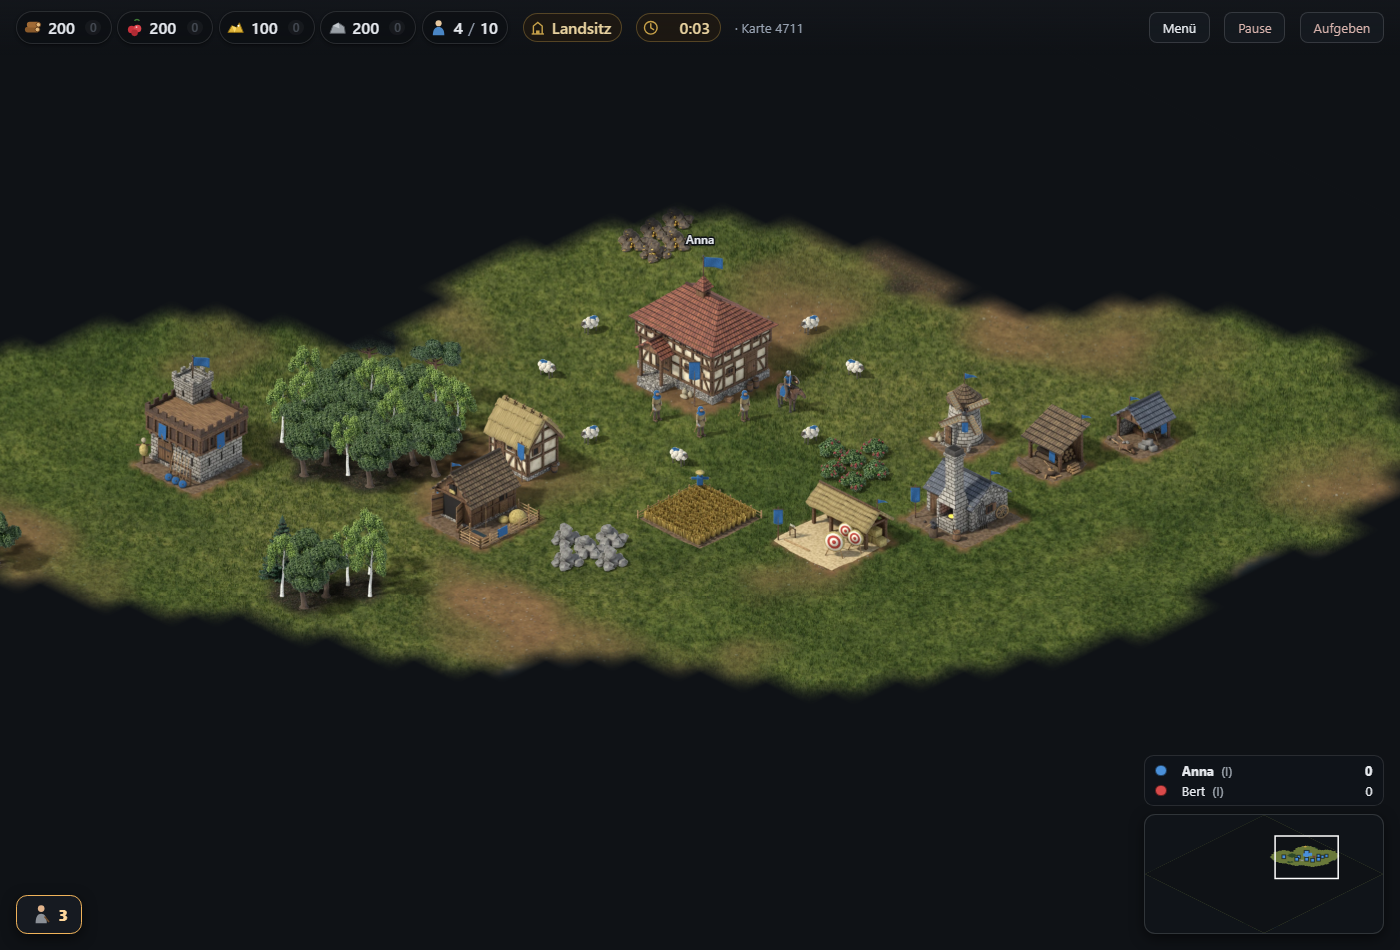 200 0 200 0 100 0 200 0 4 / 10 Landsitz 0:03 · Karte 4711 Menü Pause Aufgeben
Anna
Anna (I) 0
Bert (I) 0
3